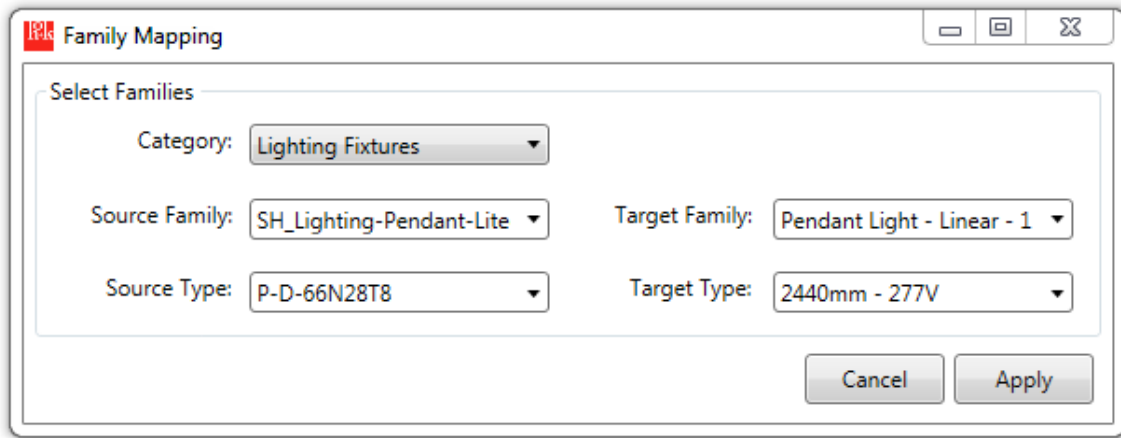 Family Mapping
Select Families
Category: Lighting Fixtures
Source Family: SH_Lighting-Pendant-Lite Target Family: Pendant Light - Linear - 1
Source Type: P-D-66N28T8 Target Type: 2440mm - 277V
Cancel Apply